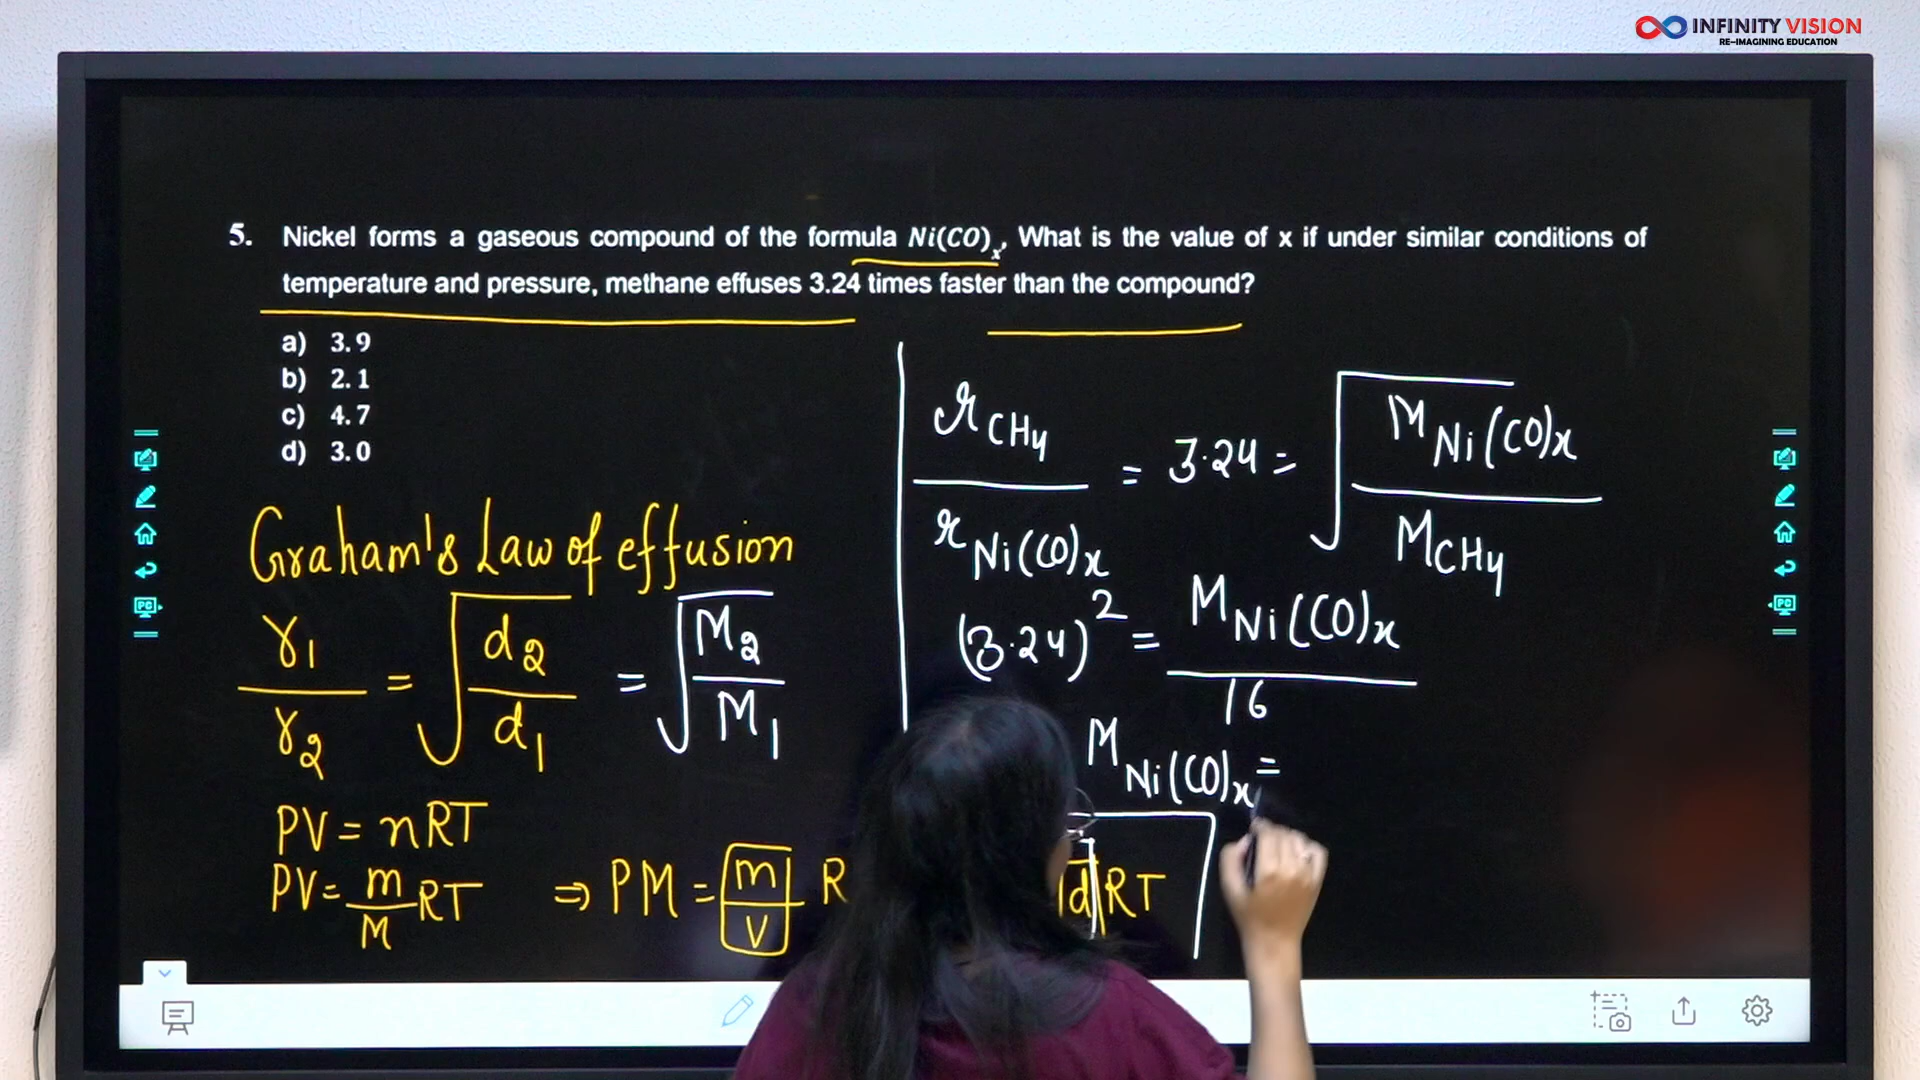 INFINITY VISION
RE-IMAGINING EDUCATION
5. Nickel forms a gaseous compound of the formula Ni(CO)x, What is the value of x if under similar conditions of
temperature and pressure, methane effuses 3.24 times faster than the compound?
a) 3.9
b) 2.1
c) 4.7
d) 3.0
Graham's Law of effusion
r1/r2 = √(d2/d1) = √(M2/M1)
PV = nRT
PV = m/M RT ⇒ PM = m/V R
d RT
rCH4/rNi(CO)x = 3.24 = √(MNi(CO)x/MCH4)
(3.24)² = MNi(CO)x/16
MNi(CO)x =
PC
PC